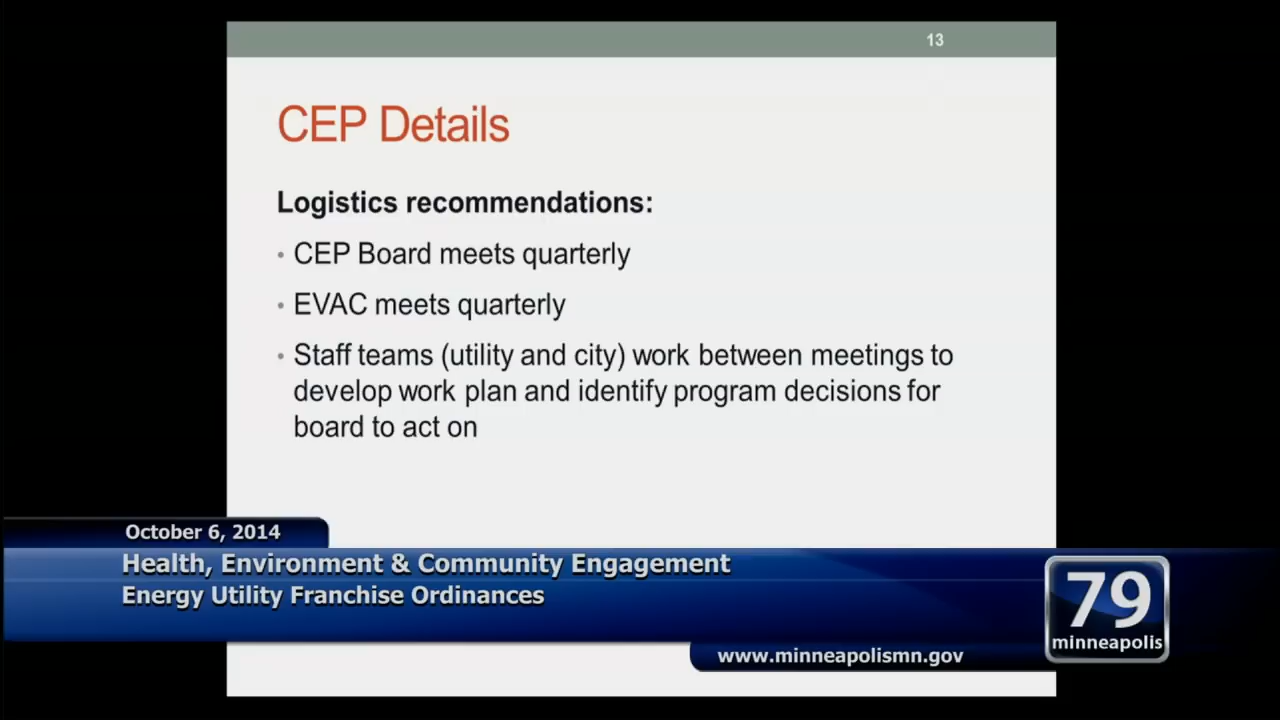 13
CEP Details
Logistics recommendations:
• CEP Board meets quarterly
• EVAC meets quarterly
• Staff teams (utility and city) work between meetings to
develop work plan and identify program decisions for
board to act on
October 6, 2014
Health, Environment & Community Engagement
Energy Utility Franchise Ordinances
79
minneapolis
www.minneapolismn.gov